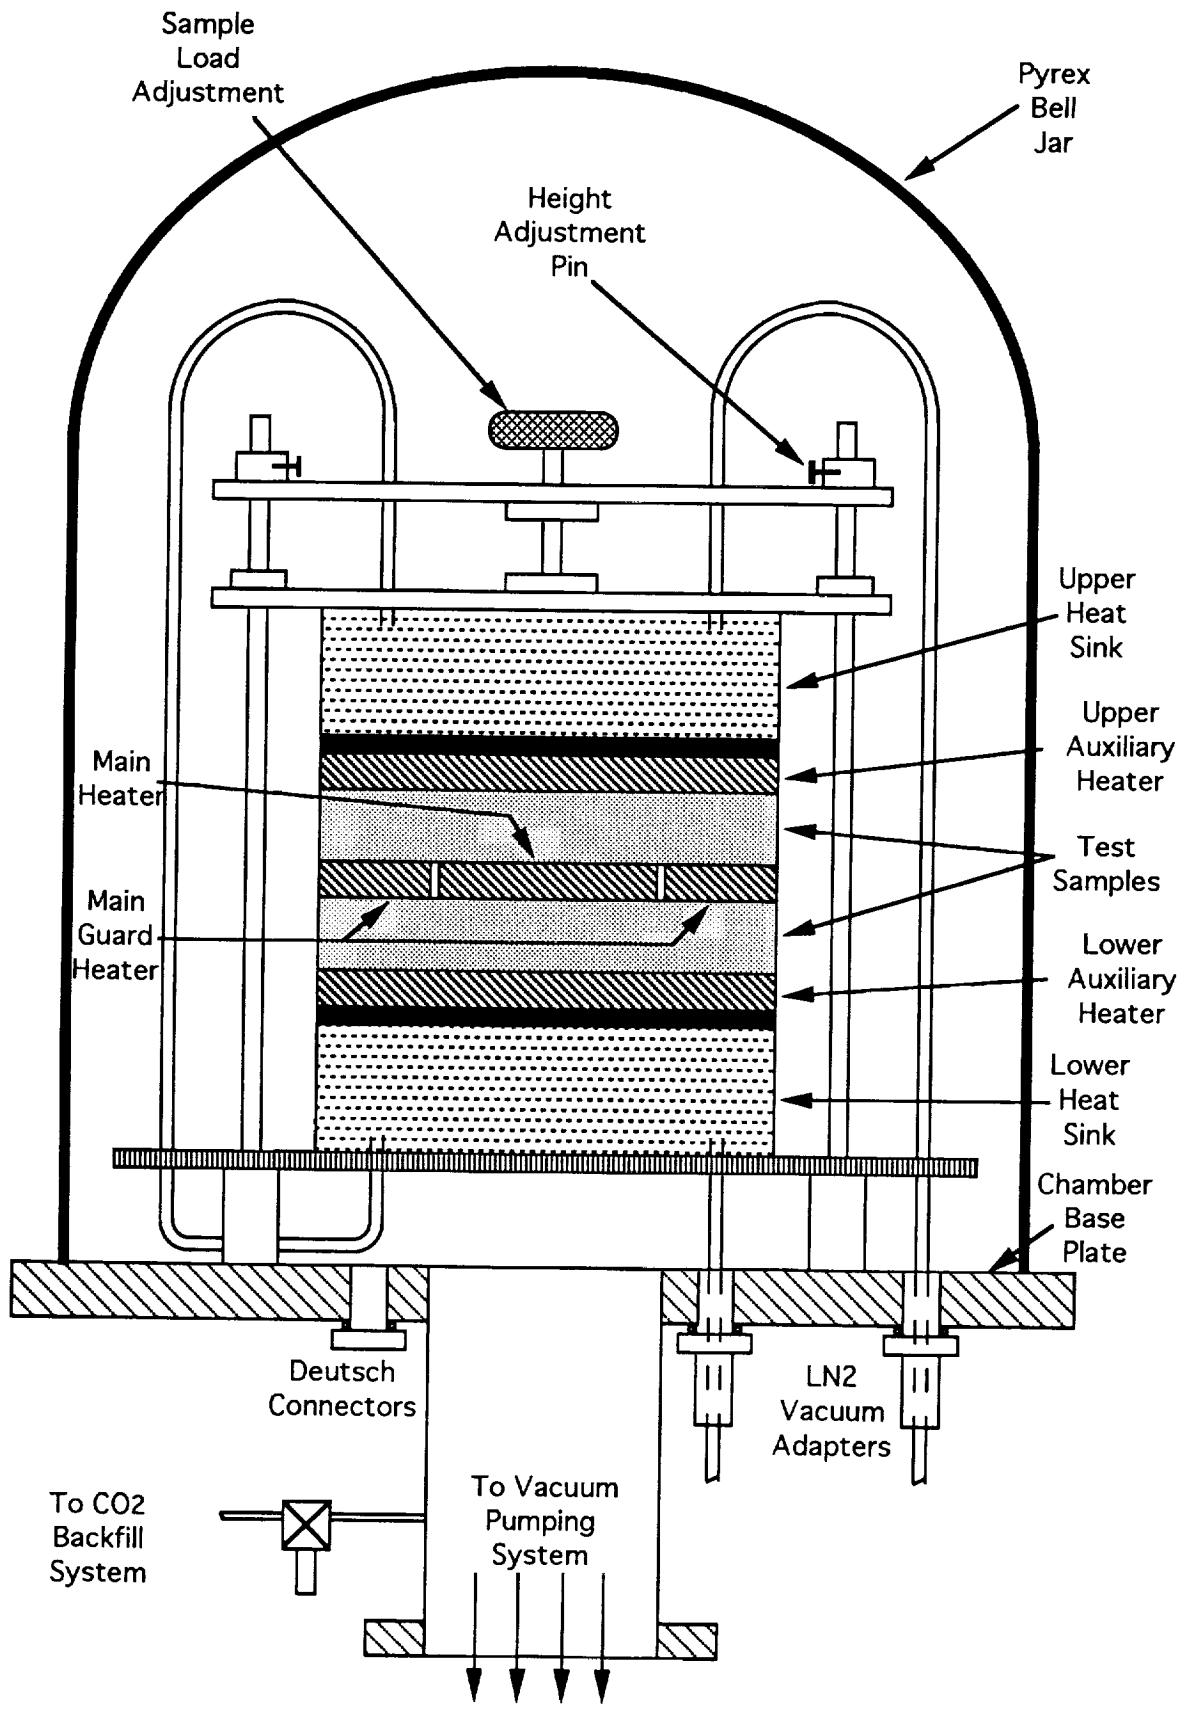 Sample
Load
Adjustment
Pyrex
Bell
Jar
Height
Adjustment
Pin
Upper
Heat
Sink
Upper
Auxiliary
Heater
Main
Heater
Test
Samples
Main
Guard
Heater
Lower
Auxiliary
Heater
Lower
Heat
Sink
Chamber
Base
Plate
Deutsch
Connectors
LN2
Vacuum
Adapters
To CO2
Backfill
System
To Vacuum
Pumping
System